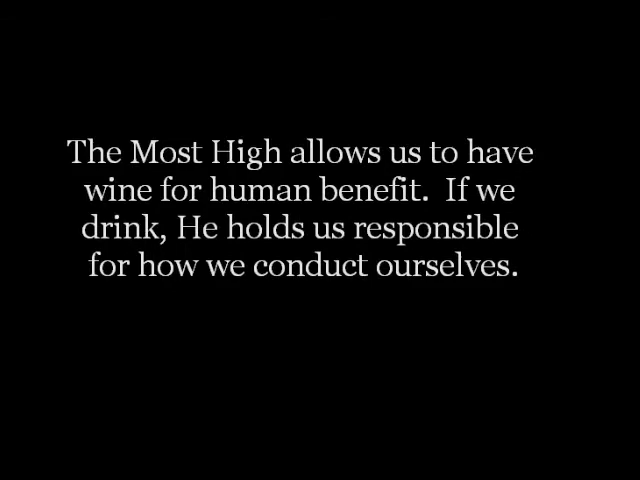 The Most High allows us to have
wine for human benefit.  If we
drink, He holds us responsible
for how we conduct ourselves.